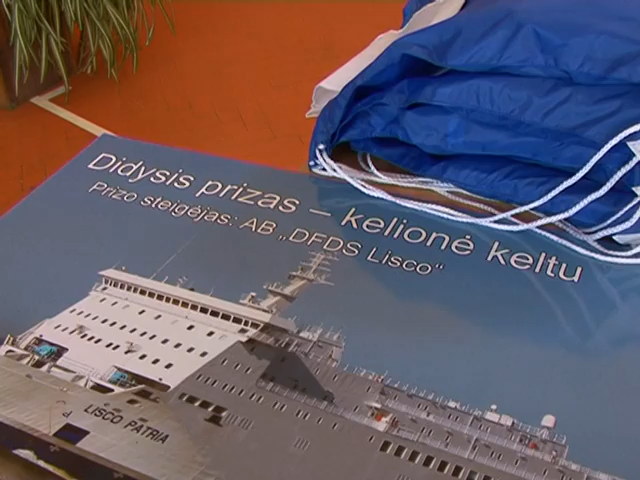 Didysis prizas – kelionė keltu
Prizo steigėjas: AB „DFDS Lisco“
LISCO PATRIA